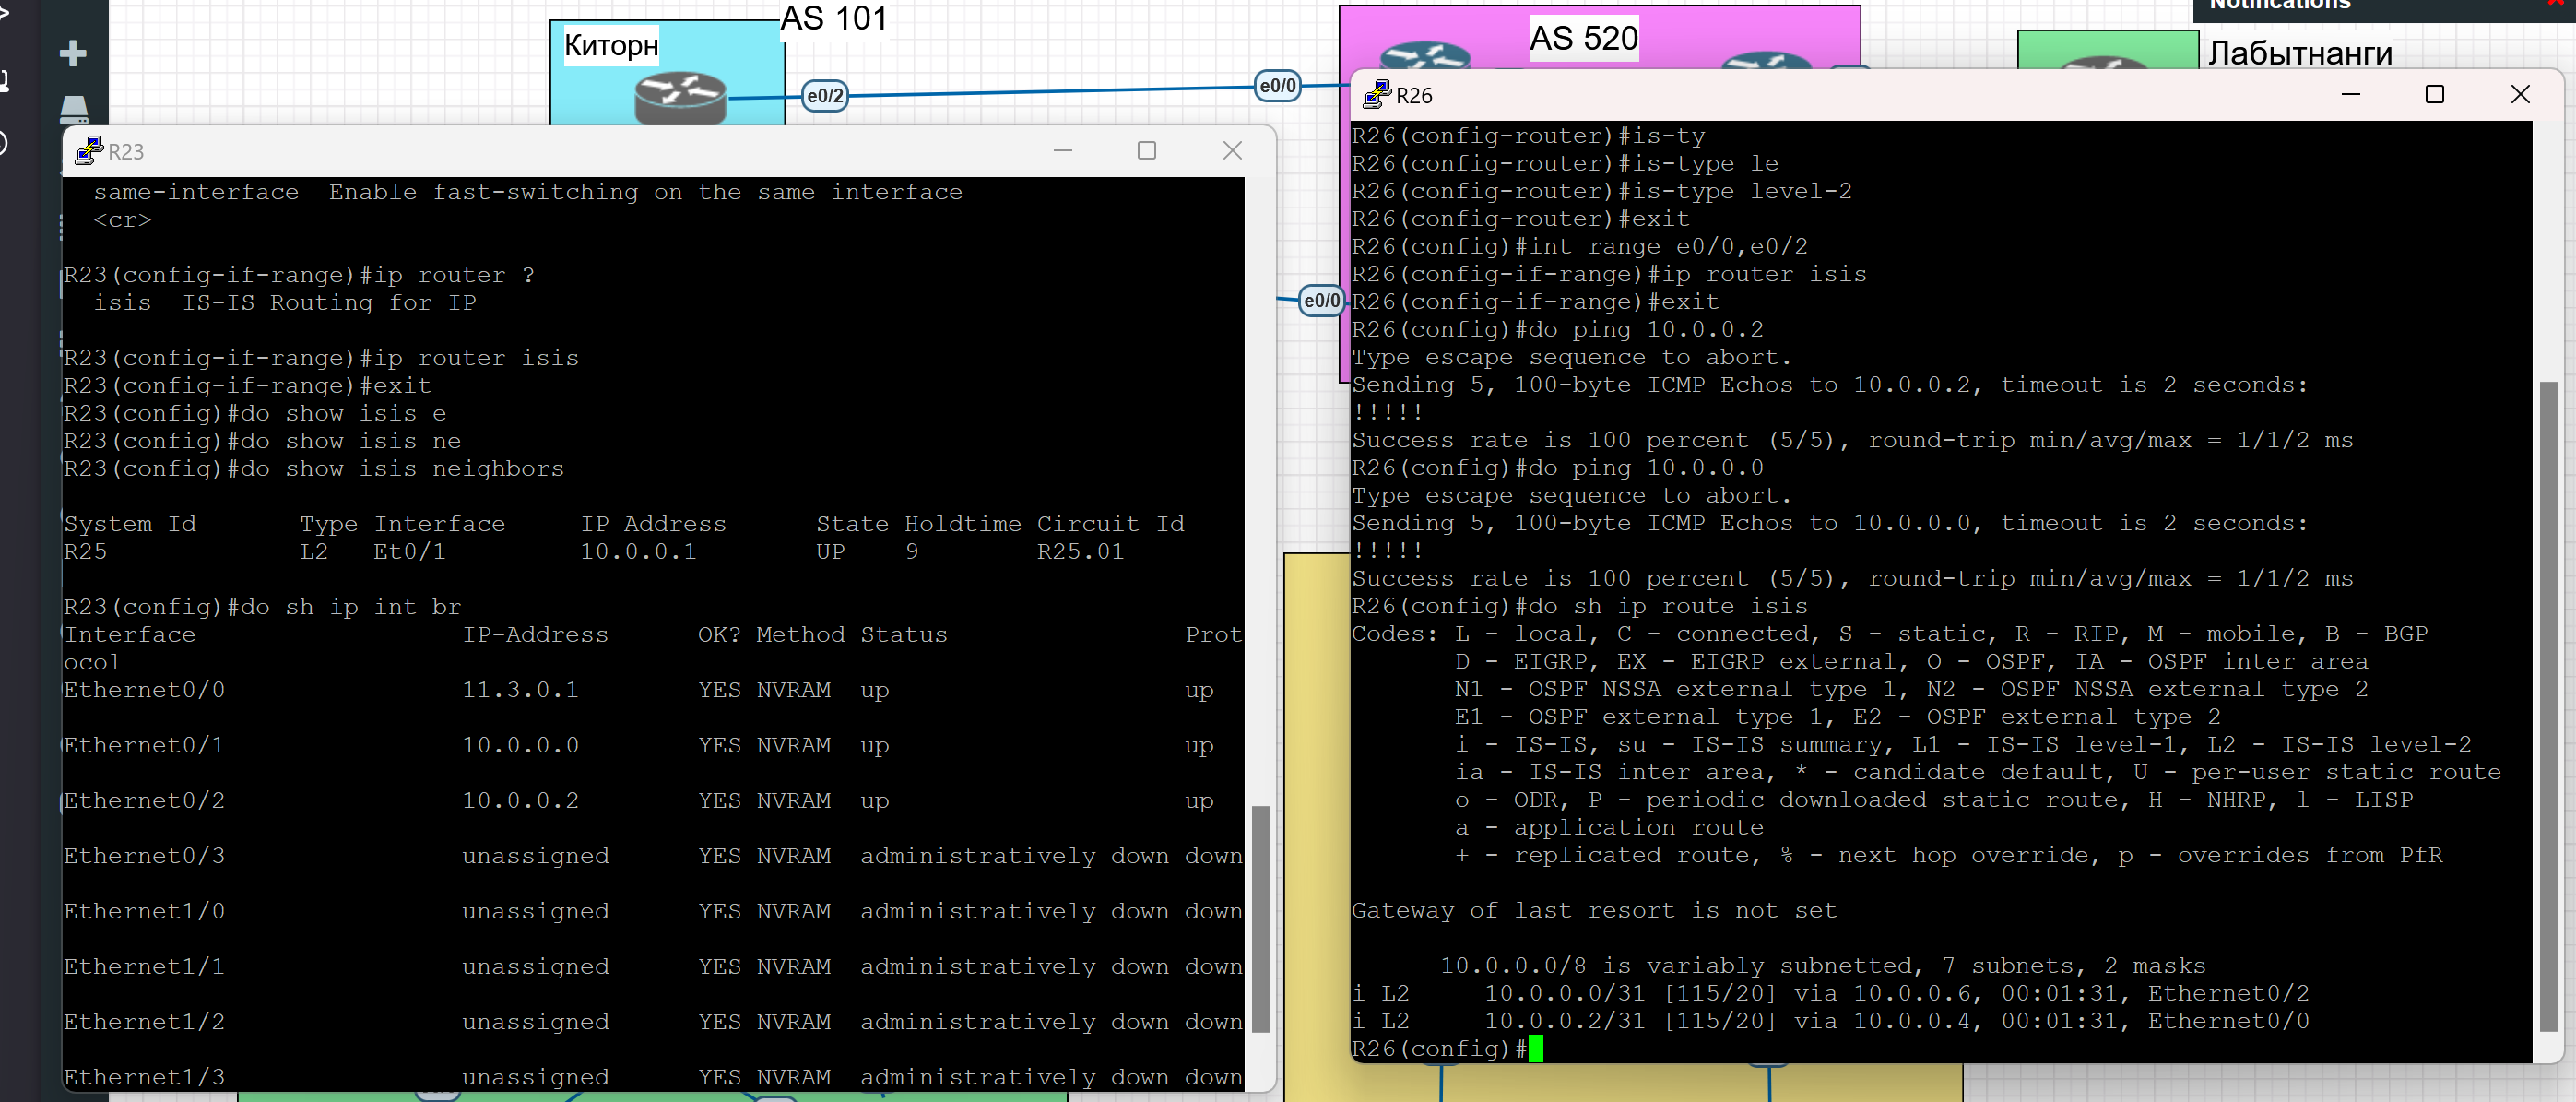 AS 101
Киторн
e0/2
e0/0
AS 520
Notifications
Лабытнанги
e0/0
R23
same-interface  Enable fast-switching on the same interface
<cr>
R23(config-if-range)#ip router ?
isis  IS-IS Routing for IP
R23(config-if-range)#ip router isis
R23(config-if-range)#exit
R23(config)#do show isis e
R23(config)#do show isis ne
R23(config)#do show isis neighbors
System Id       Type Interface     IP Address      State Holdtime Circuit Id
R25             L2   Et0/1         10.0.0.1        UP    9        R25.01
R23(config)#do sh ip int br
Interface                  IP-Address      OK? Method Status                Prot
ocol
Ethernet0/0                11.3.0.1        YES NVRAM  up                    up
Ethernet0/1                10.0.0.0        YES NVRAM  up                    up
Ethernet0/2                10.0.0.2        YES NVRAM  up                    up
Ethernet0/3                unassigned      YES NVRAM  administratively down down
Ethernet1/0                unassigned      YES NVRAM  administratively down down
Ethernet1/1                unassigned      YES NVRAM  administratively down down
Ethernet1/2                unassigned      YES NVRAM  administratively down down
Ethernet1/3                unassigned      YES NVRAM  administratively down down
R26
R26(config-router)#is-ty
R26(config-router)#is-type le
R26(config-router)#is-type level-2
R26(config-router)#exit
R26(config)#int range e0/0,e0/2
R26(config-if-range)#ip router isis
R26(config-if-range)#exit
R26(config)#do ping 10.0.0.2
Type escape sequence to abort.
Sending 5, 100-byte ICMP Echos to 10.0.0.2, timeout is 2 seconds:
!!!!!
Success rate is 100 percent (5/5), round-trip min/avg/max = 1/1/2 ms
R26(config)#do ping 10.0.0.0
Type escape sequence to abort.
Sending 5, 100-byte ICMP Echos to 10.0.0.0, timeout is 2 seconds:
!!!!!
Success rate is 100 percent (5/5), round-trip min/avg/max = 1/1/2 ms
R26(config)#do sh ip route isis
Codes: L - local, C - connected, S - static, R - RIP, M - mobile, B - BGP
D - EIGRP, EX - EIGRP external, O - OSPF, IA - OSPF inter area
N1 - OSPF NSSA external type 1, N2 - OSPF NSSA external type 2
E1 - OSPF external type 1, E2 - OSPF external type 2
i - IS-IS, su - IS-IS summary, L1 - IS-IS level-1, L2 - IS-IS level-2
ia - IS-IS inter area, * - candidate default, U - per-user static route
o - ODR, P - periodic downloaded static route, H - NHRP, l - LISP
a - application route
+ - replicated route, % - next hop override, p - overrides from PfR
Gateway of last resort is not set
10.0.0.0/8 is variably subnetted, 7 subnets, 2 masks
i L2     10.0.0.0/31 [115/20] via 10.0.0.6, 00:01:31, Ethernet0/2
i L2     10.0.0.2/31 [115/20] via 10.0.0.4, 00:01:31, Ethernet0/0
R26(config)#